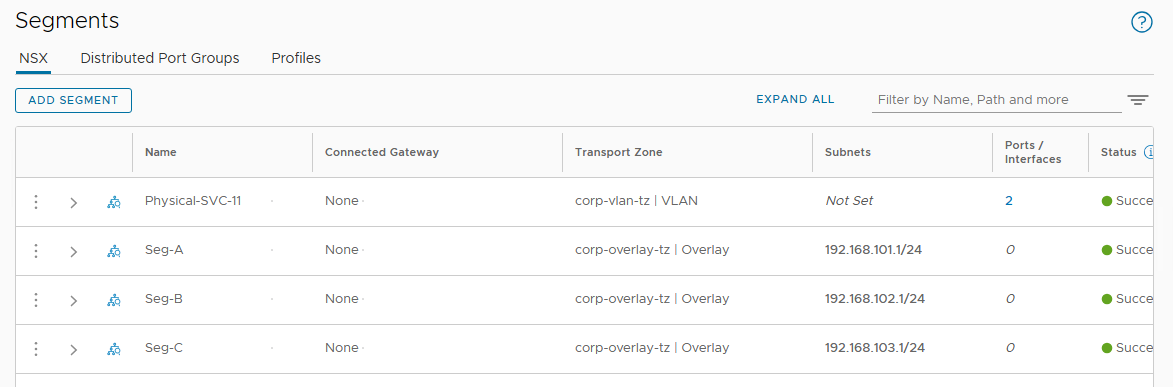 Segments
NSX Distributed Port Groups Profiles
ADD SEGMENT EXPAND ALL Filter by Name, Path and more
Name Connected Gateway Transport Zone Subnets Ports / Interfaces Status
Physical-SVC-11 None corp-vlan-tz | VLAN Not Set 2 Succe
Seg-A None corp-overlay-tz | Overlay 192.168.101.1/24 0 Succe
Seg-B None corp-overlay-tz | Overlay 192.168.102.1/24 0 Succe
Seg-C None corp-overlay-tz | Overlay 192.168.103.1/24 0 Succe